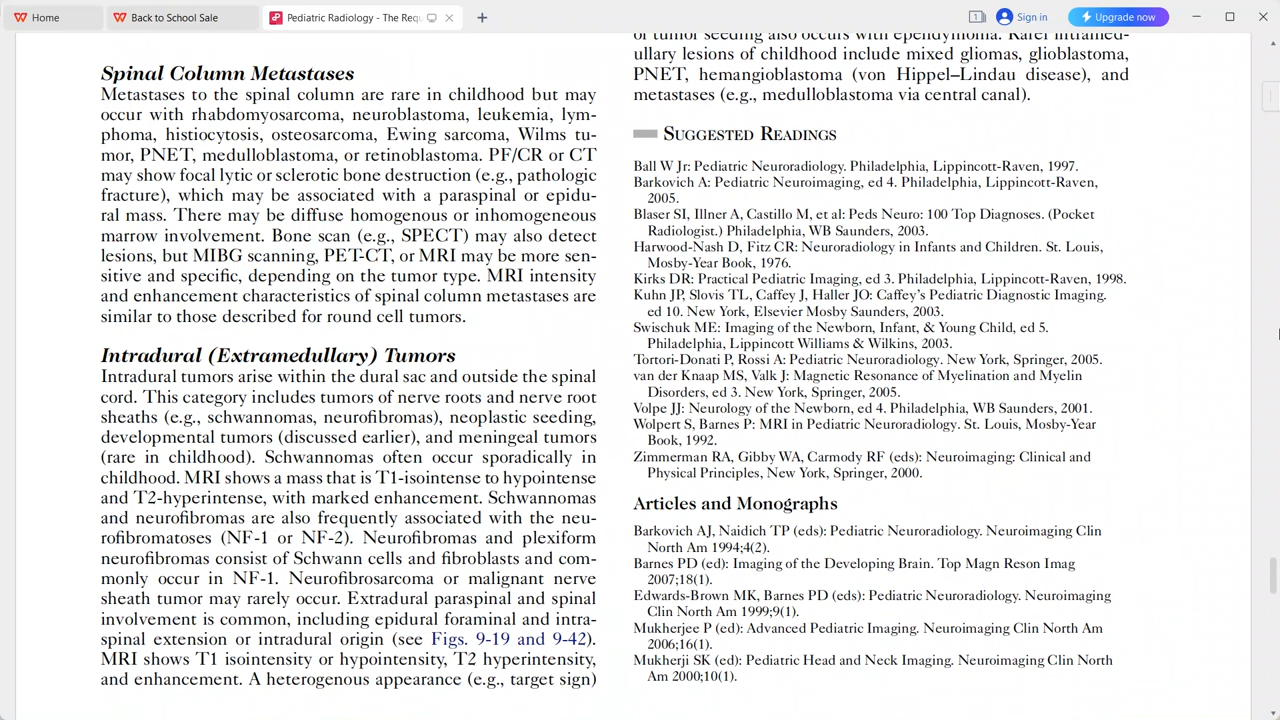 Home
Back to School Sale
Pediatric Radiology - The Req
Sign in
Upgrade now
Spinal Column Metastases
Metastases to the spinal column are rare in childhood but may
occur with rhabdomyosarcoma, neuroblastoma, leukemia, lym-
phoma, histiocytosis, osteosarcoma, Ewing sarcoma, Wilms tu-
mor, PNET, medulloblastoma, or retinoblastoma. PF/CR or CT
may show focal lytic or sclerotic bone destruction (e.g., pathologic
fracture), which may be associated with a paraspinal or epidu-
ral mass. There may be diffuse homogenous or inhomogeneous
marrow involvement. Bone scan (e.g., SPECT) may also detect
lesions, but MIBG scanning, PET-CT, or MRI may be more sen-
sitive and specific, depending on the tumor type. MRI intensity
and enhancement characteristics of spinal column metastases are
similar to those described for round cell tumors.
Intradural (Extramedullary) Tumors
Intradural tumors arise within the dural sac and outside the spinal
cord. This category includes tumors of nerve roots and nerve root
sheaths (e.g., schwannomas, neurofibromas), neoplastic seeding,
developmental tumors (discussed earlier), and meningeal tumors
(rare in childhood). Schwannomas often occur sporadically in
childhood. MRI shows a mass that is T1-isointense to hypointense
and T2-hyperintense, with marked enhancement. Schwannomas
and neurofibromas are also frequently associated with the neu-
rofibromatoses (NF-1 or NF-2). Neurofibromas and plexiform
neurofibromas consist of Schwann cells and fibroblasts and com-
monly occur in NF-1. Neurofibrosarcoma or malignant nerve
sheath tumor may rarely occur. Extradural paraspinal and spinal
involvement is common, including epidural foraminal and intra-
spinal extension or intradural origin (see Figs. 9-19 and 9-42).
MRI shows T1 isointensity or hypointensity, T2 hyperintensity,
and enhancement. A heterogenous appearance (e.g., target sign)
or tumor seeding also occurs with ependymoma. Rarer intramed-
ullary lesions of childhood include mixed gliomas, glioblastoma,
PNET, hemangioblastoma (von Hippel–Lindau disease), and
metastases (e.g., medulloblastoma via central canal).
SUGGESTED READINGS
Ball W Jr: Pediatric Neuroradiology. Philadelphia, Lippincott-Raven, 1997.
Barkovich A: Pediatric Neuroimaging, ed 4. Philadelphia, Lippincott-Raven,
2005.
Blaser SI, Illner A, Castillo M, et al: Peds Neuro: 100 Top Diagnoses. (Pocket
Radiologist.) Philadelphia, WB Saunders, 2003.
Harwood-Nash D, Fitz CR: Neuroradiology in Infants and Children. St. Louis,
Mosby-Year Book, 1976.
Kirks DR: Practical Pediatric Imaging, ed 3. Philadelphia, Lippincott-Raven, 1998.
Kuhn JP, Slovis TL, Caffey J, Haller JO: Caffey's Pediatric Diagnostic Imaging.
ed 10. New York, Elsevier Mosby Saunders, 2003.
Swischuk ME: Imaging of the Newborn, Infant, & Young Child, ed 5.
Philadelphia, Lippincott Williams & Wilkins, 2003.
Tortori-Donati P, Rossi A: Pediatric Neuroradiology. New York, Springer, 2005.
van der Knaap MS, Valk J: Magnetic Resonance of Myelination and Myelin
Disorders, ed 3. New York, Springer, 2005.
Volpe JJ: Neurology of the Newborn, ed 4. Philadelphia, WB Saunders, 2001.
Wolpert S, Barnes P: MRI in Pediatric Neuroradiology. St. Louis, Mosby-Year
Book, 1992.
Zimmerman RA, Gibby WA, Carmody RF (eds): Neuroimaging: Clinical and
Physical Principles, New York, Springer, 2000.
Articles and Monographs
Barkovich AJ, Naidich TP (eds): Pediatric Neuroradiology. Neuroimaging Clin
North Am 1994;4(2).
Barnes PD (ed): Imaging of the Developing Brain. Top Magn Reson Imag
2007;18(1).
Edwards-Brown MK, Barnes PD (eds): Pediatric Neuroradiology. Neuroimaging
Clin North Am 1999;9(1).
Mukherjee P (ed): Advanced Pediatric Imaging. Neuroimaging Clin North Am
2006;16(1).
Mukherji SK (ed): Pediatric Head and Neck Imaging. Neuroimaging Clin North
Am 2000;10(1).